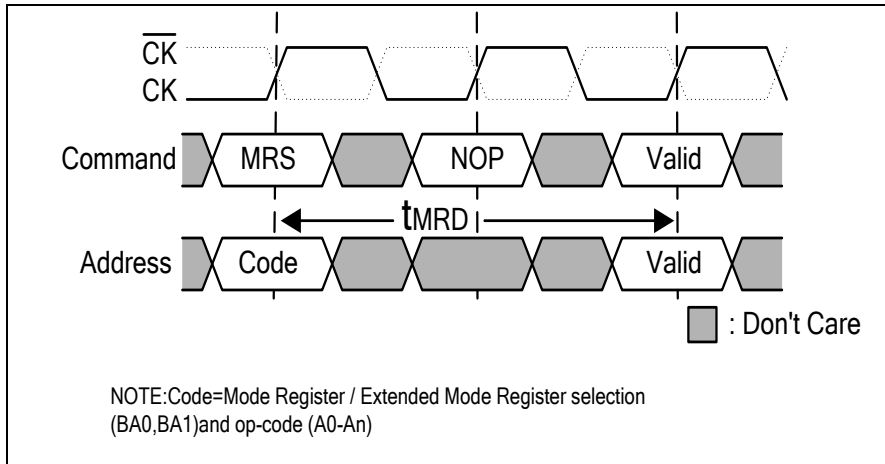 CK
CK
Command MRS NOP Valid
tMRD
Address Code Valid
: Don't Care
NOTE:Code=Mode Register / Extended Mode Register selection
(BA0,BA1)and op-code (A0-An)